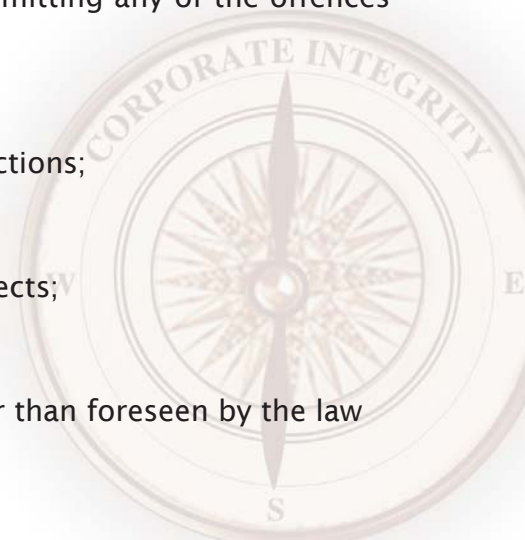 mitting any of the offences
CORPORATE INTEGRITY
ctions;
ects;
W
E
r than foreseen by the law
S